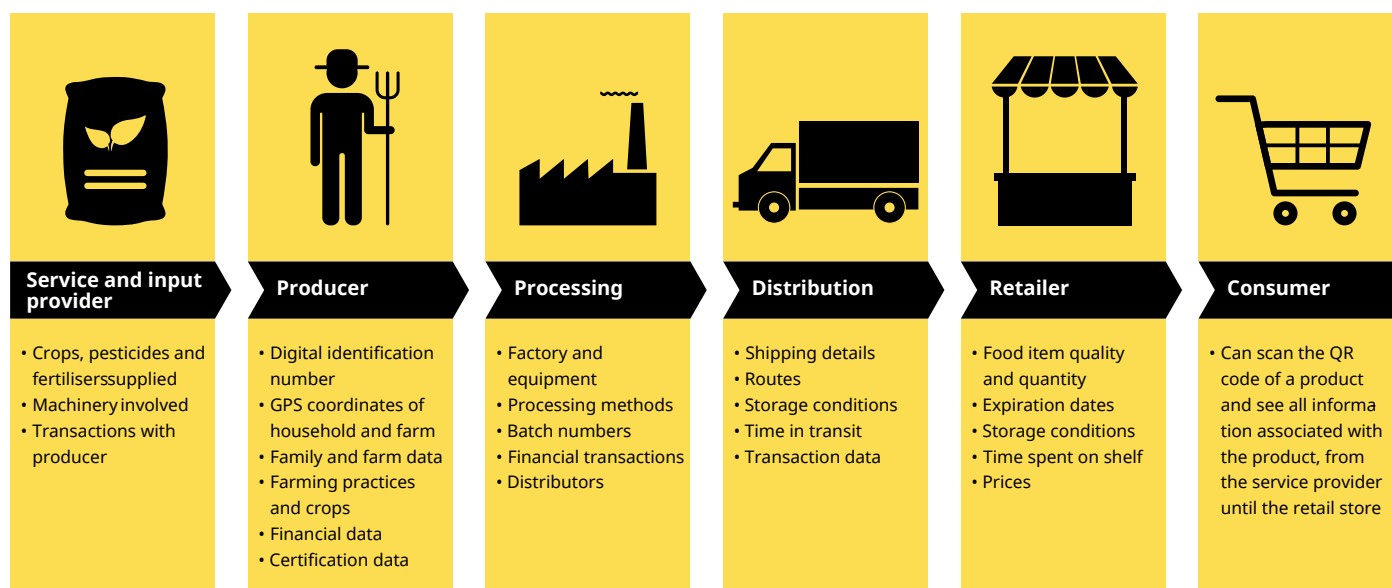 Service and input
provider
• Crops, pesticides and
fertiliserssupplied
• Machinery involved
• Transactions with
producer
Producer
• Digital identification
number
• GPS coordinates of
household and farm
• Family and farm data
• Farming practices
and crops
• Financial data
• Certification data
Processing
• Factory and
equipment
• Processing methods
• Batch numbers
• Financial transactions
• Distributors
Distribution
• Shipping details
• Routes
• Storage conditions
• Time in transit
• Transaction data
Retailer
• Food item quality
and quantity
• Expiration dates
• Storage conditions
• Time spent on shelf
• Prices
Consumer
• Can scan the QR
code of a product
and see all informa
tion associated with
the product, from
the service provider
until the retail store